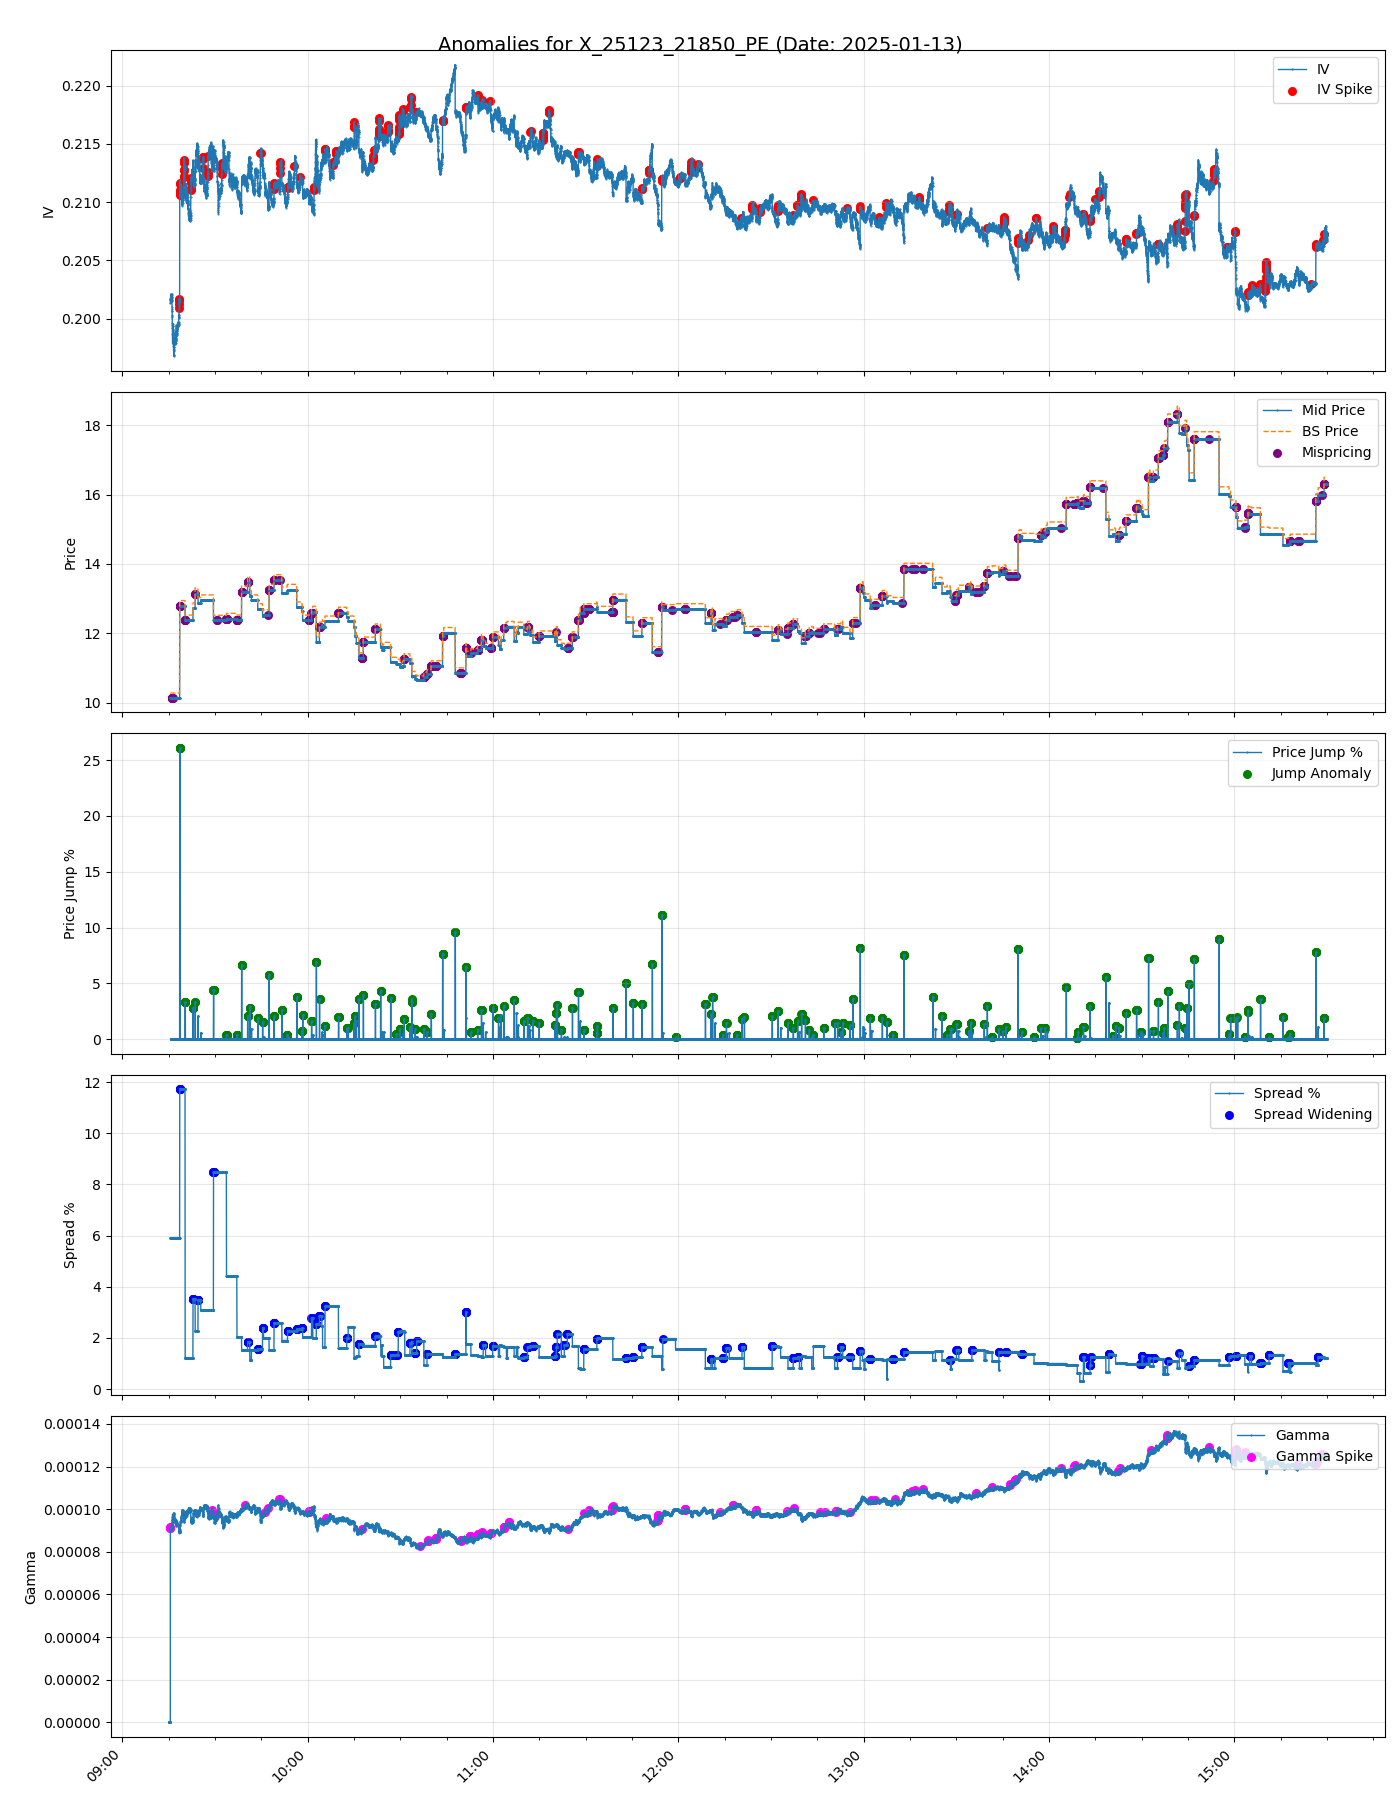 Anomalies for X_25123_21850_PE (Date: 2025-01-13)
IV
IV Spike
0.220
0.215
0.210
0.205
0.200
IV
Mid Price
BS Price
Mispricing
18
16
14
12
10
Price
Price Jump %
Jump Anomaly
25
20
15
10
5
0
Price Jump %
Spread %
Spread Widening
12
10
8
6
4
2
0
Spread %
Gamma
Gamma Spike
0.00014
0.00012
0.00010
0.00008
0.00006
0.00004
0.00002
0.00000
Gamma
09:00
10:00
11:00
12:00
13:00
14:00
15:00